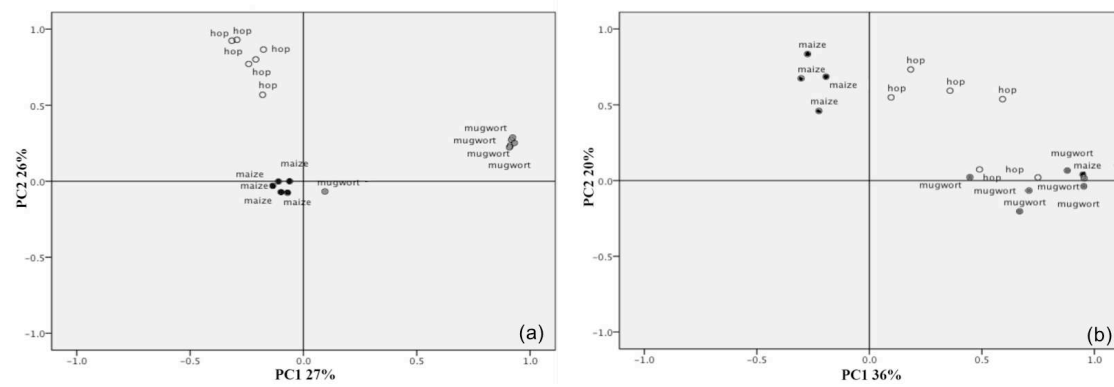 1.0
0.5
0.0
-0.5
-1.0
hop hop
hop hop
hop
hop
mugwort
mugwort
mugwort
mugwort
maize
maize
maize mugwort
maize maize
PC2 26%
-1.0 -0.5 0.0 0.5 1.0
PC1 27%
(a)
1.0
0.5
0.0
-0.5
-1.0
maize
maize
maize
maize
hop
hop
hop
hop
mugwort
maize
hop
mugwort hop mugwort
mugwort
mugwort mugwort
PC2 20%
-1.0 -0.5 0.0 0.5 1.0
PC1 36%
(b)